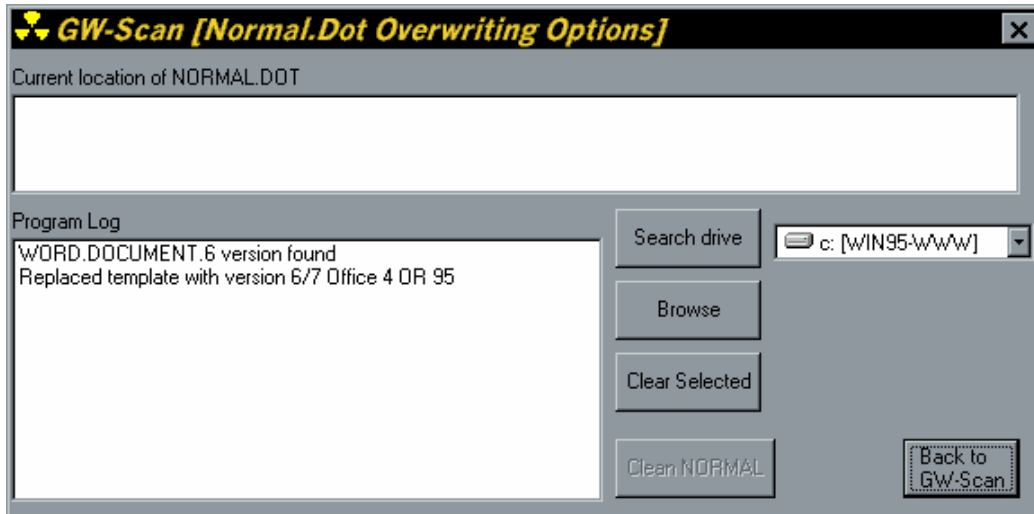 GW-Scan [Normal.Dot Overwriting Options]
Current location of NORMAL.DOT
Program Log
WORD.DOCUMENT.6 version found
Replaced template with version 6/7 Office 4 OR 95
Search drive
c: [WIN95-WWW]
Browse
Clear Selected
Clean NORMAL
Back to
GW-Scan